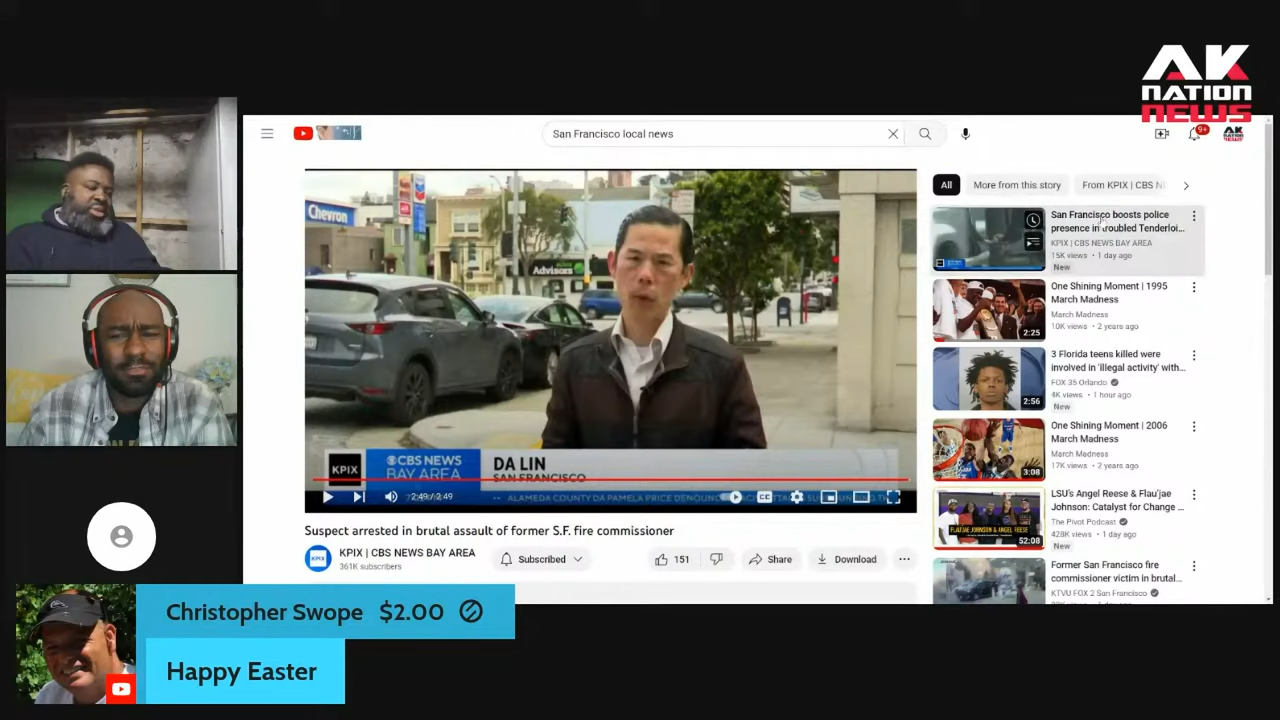 AK
NATION
NEWS
San Francisco local news
9+
AK
Chevron
Advisors
KPIX
CBS NEWS
BAY AREA
DA LIN
SAN FRANCISCO
ALAMEDA COUNTY DA PAMELA PRICE
2:49 / 2:49
CC
Suspect arrested in brutal assault of former S.F. fire commissioner
KPIX | CBS NEWS BAY AREA
361K subscribers
Subscribed
151
Share
Download
All
More from this story
From KPIX | CBS N
San Francisco boosts police
presence in troubled Tenderloi...
KPIX | CBS NEWS BAY AREA
15K views • 1 day ago
New
One Shining Moment | 1995
March Madness
March Madness
10K views • 2 years ago
2:25
3 Florida teens killed were
involved in 'illegal activity' with...
FOX 35 Orlando
4K views • 1 hour ago
New
2:56
One Shining Moment | 2006
March Madness
March Madness
17K views • 2 years ago
3:08
LSU's Angel Reese & Flau'jae
Johnson: Catalyst for Change ...
The Pivot Podcast
428K views • 1 day ago
New
FLAUJAE JOHNSON & ANGEL REESE
52:08
Former San Francisco fire
commissioner victim in brutal...
KTVU FOX 2 San Francisco
Christopher Swope $2.00
Happy Easter